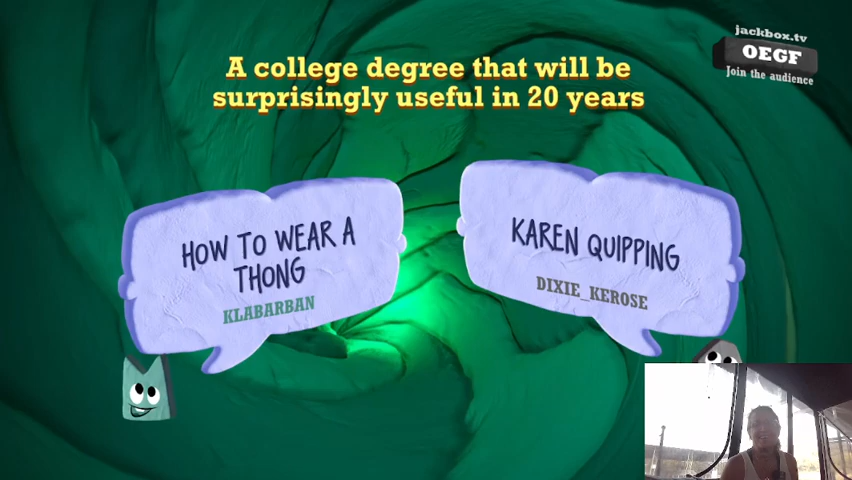 jackbox.tv
OEGF
Join the audience
A college degree that will be
surprisingly useful in 20 years
HOW TO WEAR A
THONG
KLABARBAN
KAREN QUIPPING
DIXIE_KEROSE